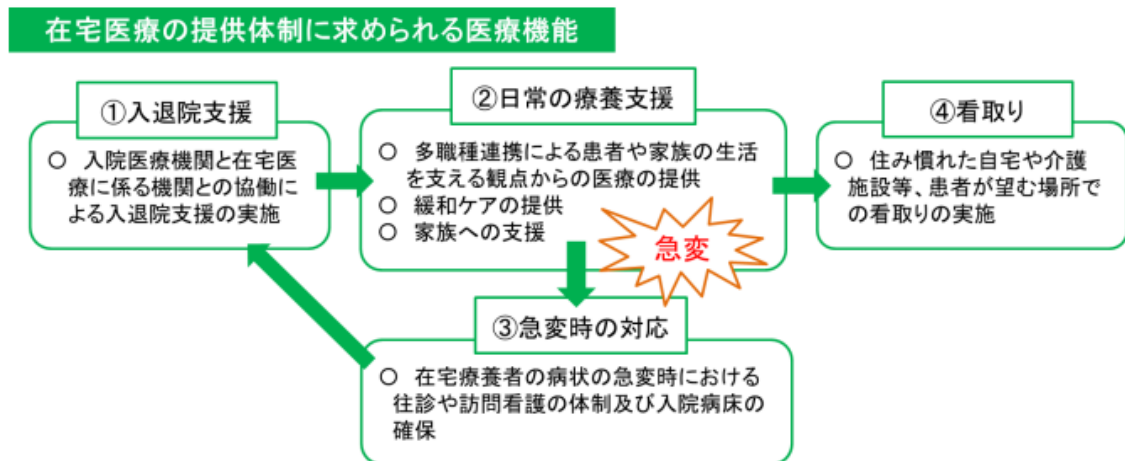 在宅医療の提供体制に求められる医療機能
①入退院支援
○ 入院医療機関と在宅医
療に係る機関との協働に
よる入退院支援の実施
②日常の療養支援
○ 多職種連携による患者や家族の生活
を支える観点からの医療の提供
○ 緩和ケアの提供
○ 家族への支援
急変
③急変時の対応
○ 在宅療養者の病状の急変時における
往診や訪問看護の体制及び入院病床の
確保
④看取り
○ 住み慣れた自宅や介護
施設等、患者が望む場所で
の看取りの実施